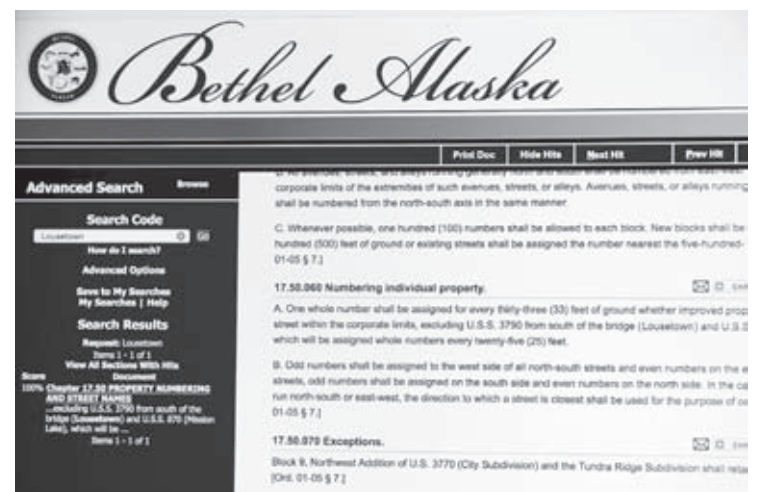 Bethel Alaska
Print Doc Hide Hits Next Hit Prev Hit
Advanced Search Browse
Search Code
Lousetown Go
How do I search?
Advanced Options
Save to My Searches
My Searches | Help
Search Results
Request: Lousetown
Items 1 - 1 of 1
View All Sections With Hits
Score Document
100% Chapter 17.50 PROPERTY NUMBERING
AND STREET NAMES
...excluding U.S.S. 3790 from south of the
bridge (Lousetown) and U.S.S. 870 (Mission
Lake), which will be ...
Items 1 - 1 of 1
corporate limits of the extremities of such avenues, streets, or alleys. Avenues, streets, or alleys running
shall be numbered from the north-south axis in the same manner.
C. Whenever possible, one hundred (100) numbers shall be allowed to each block. New blocks shall be
hundred (500) feet of ground or existing streets shall be assigned the number nearest the five-hundred-
01-05 § 7.]
17.50.060 Numbering individual property.
A. One whole number shall be assigned for every thirty-three (33) feet of ground whether improved prop
street within the corporate limits, excluding U.S.S. 3790 from south of the bridge (Lousetown) and U.S.S
which will be assigned whole numbers every twenty-five (25) feet.
B. Odd numbers shall be assigned to the west side of all north-south streets and even numbers on the e
streets, odd numbers shall be assigned on the south side and even numbers on the north side. In the ca
run north-south or east-west, the direction to which a street is closest shall be used for the purpose of
01-05 § 7.]
17.50.070 Exceptions.
Block 9, Northwest Addition of U.S. 3770 (City Subdivision) and the Tundra Ridge Subdivision shall
[Ord. 01-05 § 7.]